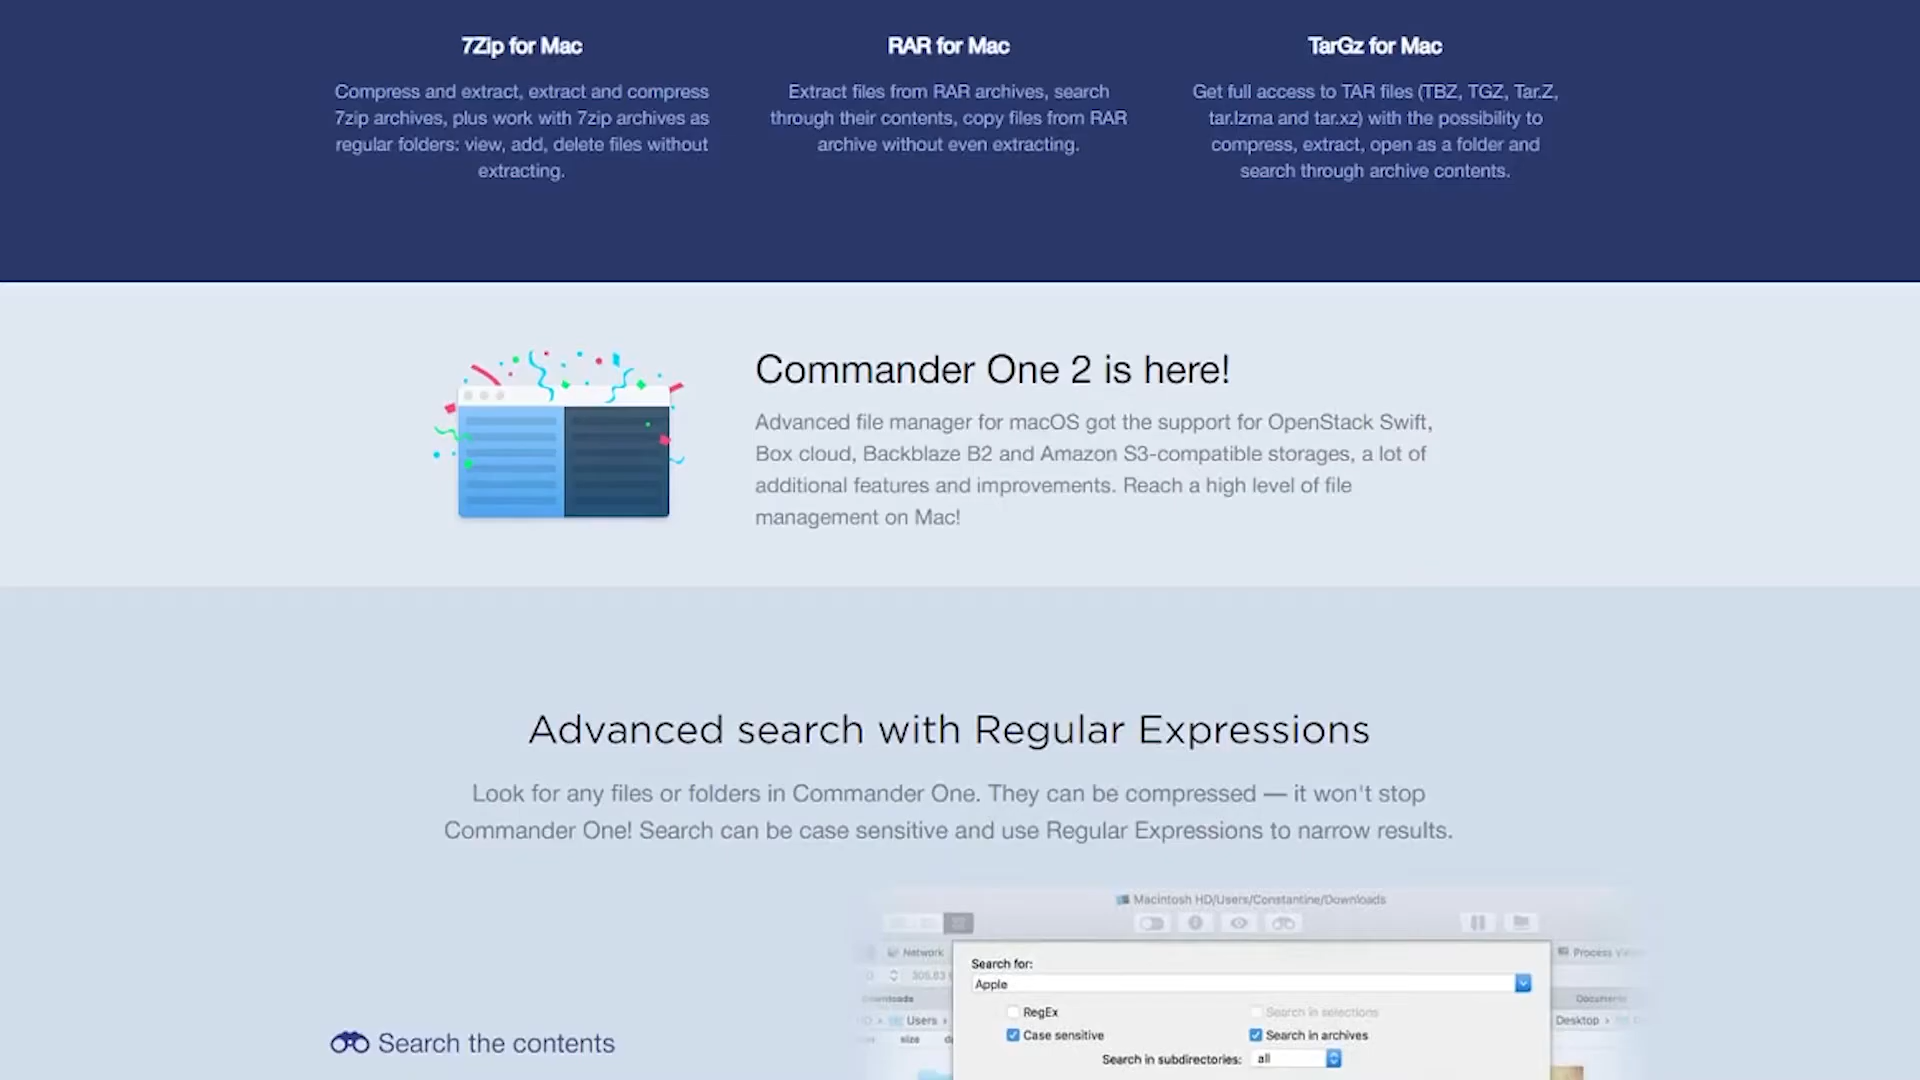 7Zip for Mac
Compress and extract, extract and compress
7zip archives, plus work with 7zip archives as
regular folders: view, add, delete files without
extracting.
RAR for Mac
Extract files from RAR archives, search
through their contents, copy files from RAR
archive without even extracting.
TarGz for Mac
Get full access to TAR files (TBZ, TGZ, Tar.Z,
tar.lzma and tar.xz) with the possibility to
compress, extract, open as a folder and
search through archive contents.
Commander One 2 is here!
Advanced file manager for macOS got the support for OpenStack Swift,
Box cloud, Backblaze B2 and Amazon S3-compatible storages, a lot of
additional features and improvements. Reach a high level of file
management on Mac!
Advanced search with Regular Expressions
Look for any files or folders in Commander One. They can be compressed — it won't stop
Commander One! Search can be case sensitive and use Regular Expressions to narrow results.
Search the contents
Macintosh HD/Users/Constantine/Downloads
Network
Process
305.63
Search for:
Apple
RegEx
Search in selections
Case sensitive
Search in archives
Search in subdirectories: all
Documents
Users
Desktop
size